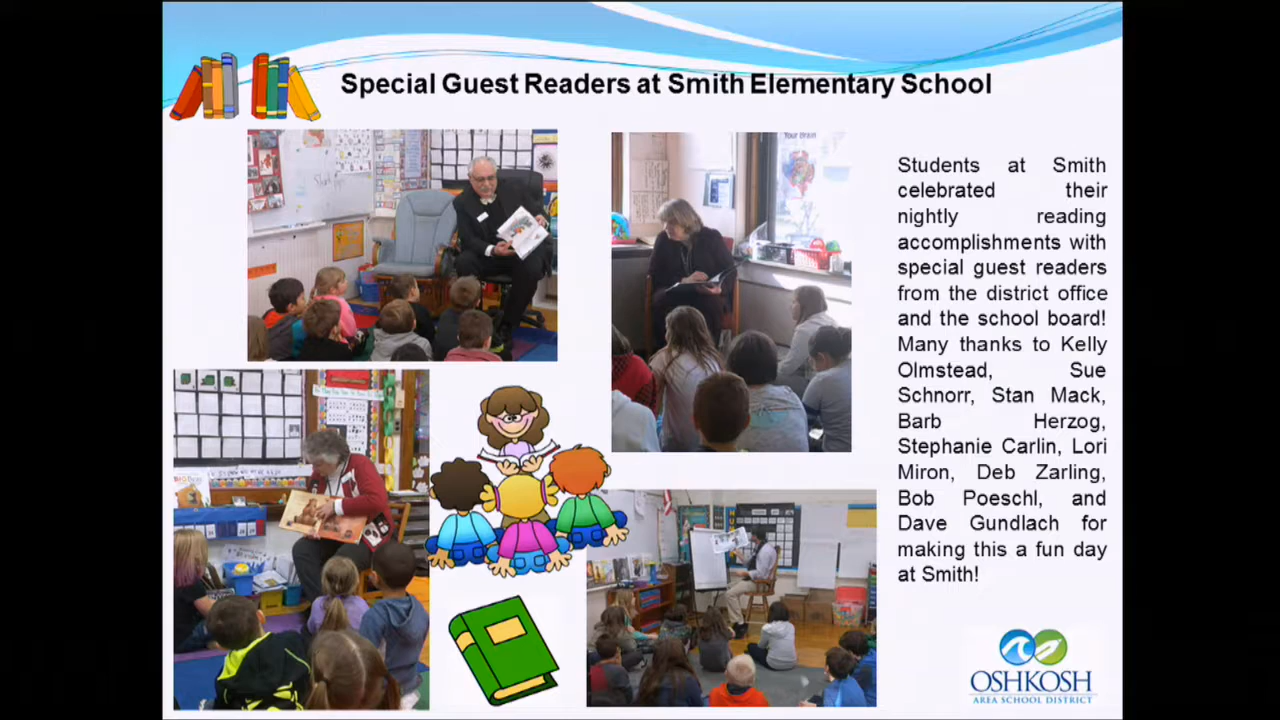 Special Guest Readers at Smith Elementary School
Your Brain
Students at Smith
celebrated their
nightly reading
accomplishments with
special guest readers
from the district office
and the school board!
Many thanks to Kelly
Olmstead, Sue
Schnorr, Stan Mack,
Barb Herzog,
Stephanie Carlin, Lori
Miron, Deb Zarling,
Bob Poeschl, and
Dave Gundlach for
making this a fun day
at Smith!
OSHKOSH
AREA SCHOOL DISTRICT